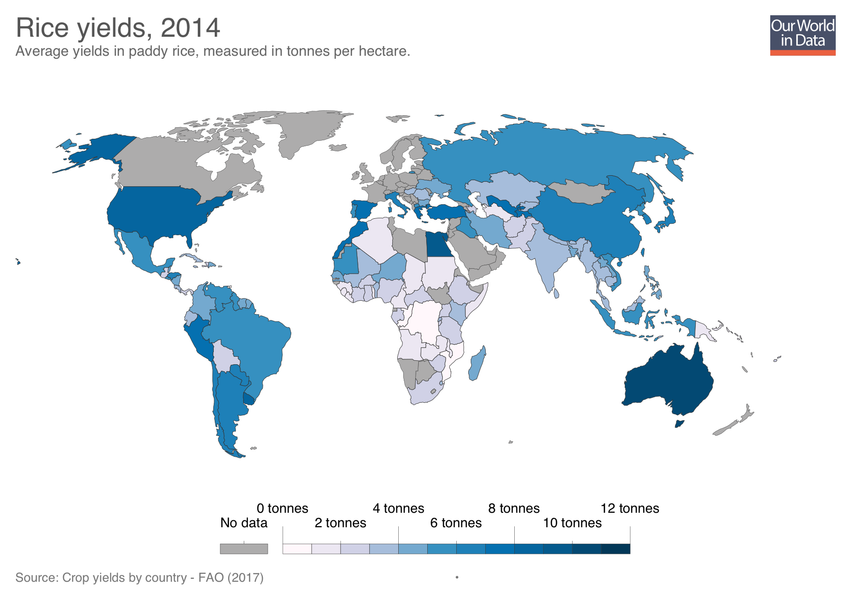 Rice yields, 2014
Average yields in paddy rice, measured in tonnes per hectare.
Our World
in Data
0 tonnes 4 tonnes 8 tonnes 12 tonnes
No data 2 tonnes 6 tonnes 10 tonnes
Source: Crop yields by country - FAO (2017)